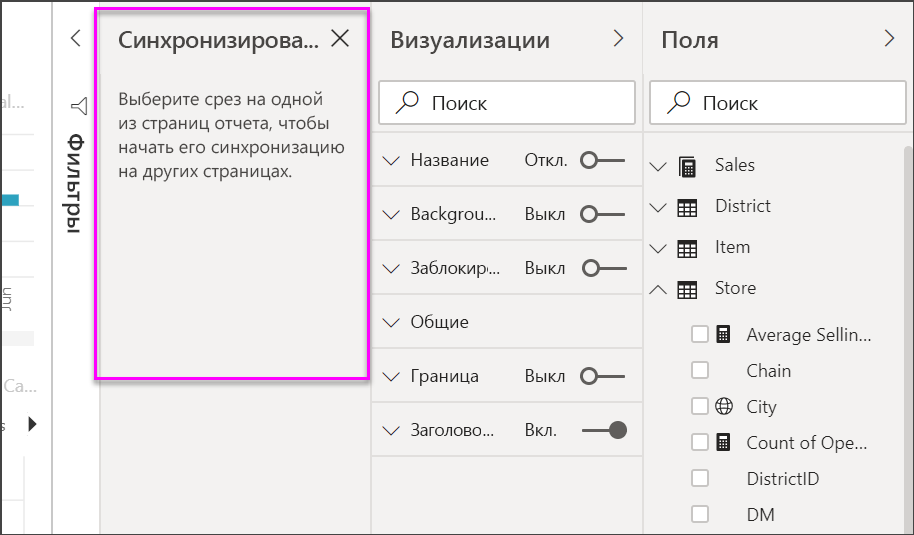 al...
Jun
Ca...
s
Фильтры
Синхронизирова...
Выберите срез на одной
из страниц отчета, чтобы
начать его синхронизацию
на других страницах.
Визуализации
Поиск
Название Откл.
Backgrou... Выкл
Заблокир... Выкл
Общие
Граница Выкл
Заголово... Вкл.
Поля
Поиск
Sales
District
Item
Store
Average Sellin...
Chain
City
Count of Ope...
DistrictID
DM